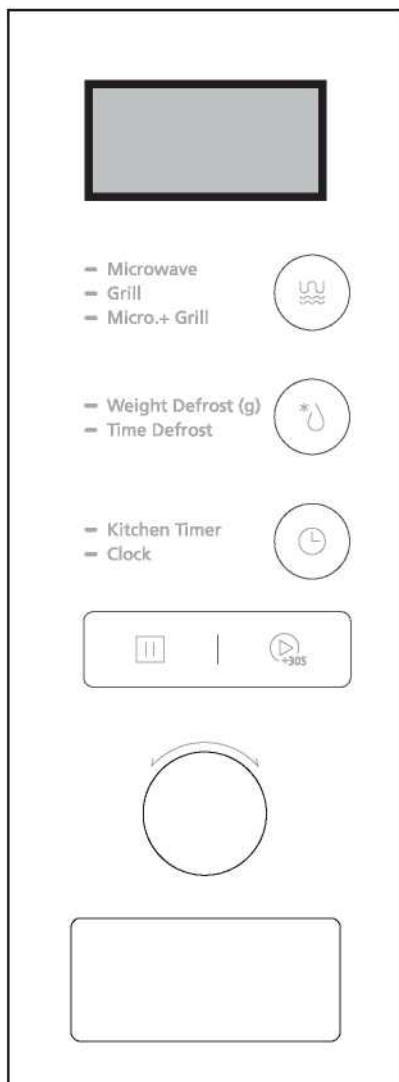 Microwave
Grill
Micro.+ Grill
Weight Defrost (g)
Time Defrost
Kitchen Timer
Clock
+30S